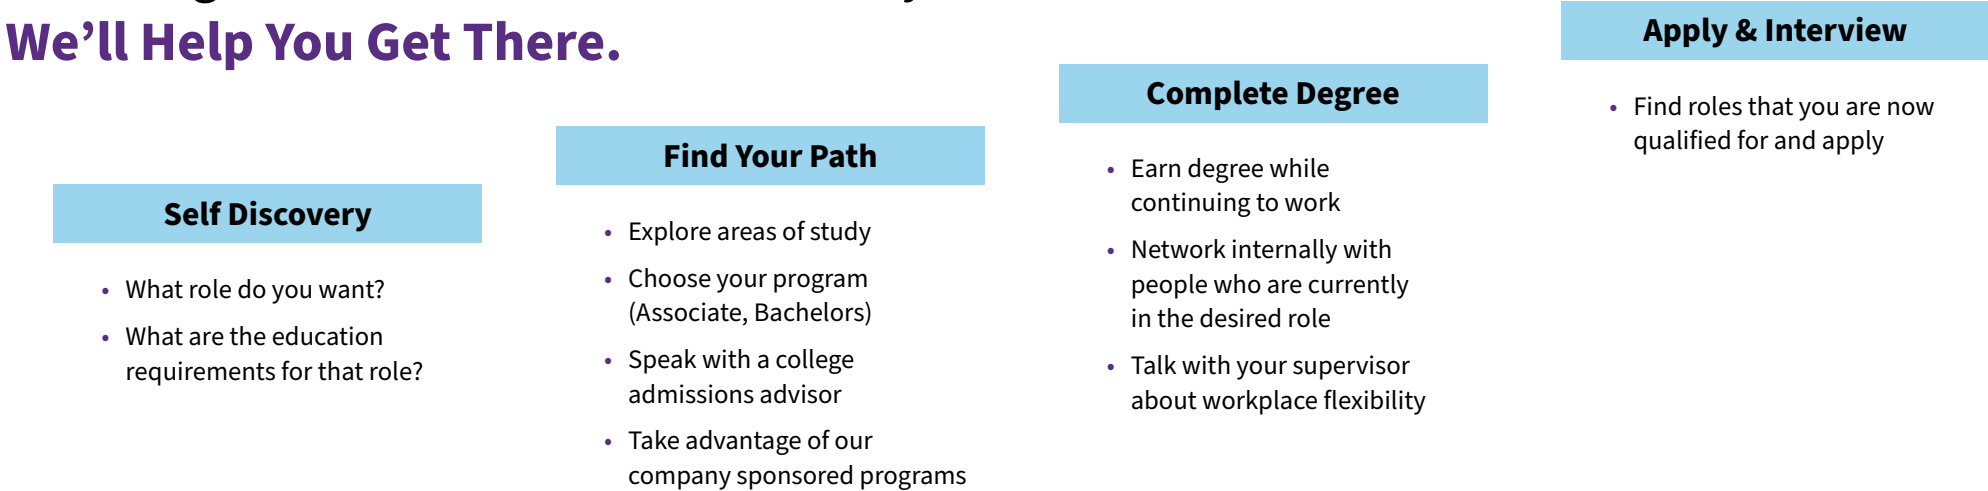 We’ll Help You Get There.
Self Discovery
• What role do you want?
• What are the education
requirements for that role?
Find Your Path
• Explore areas of study
• Choose your program
(Associate, Bachelors)
• Speak with a college
admissions advisor
• Take advantage of our
company sponsored programs
Complete Degree
• Earn degree while
continuing to work
• Network internally with
people who are currently
in the desired role
• Talk with your supervisor
about workplace flexibility
Apply & Interview
• Find roles that you are now
qualified for and apply